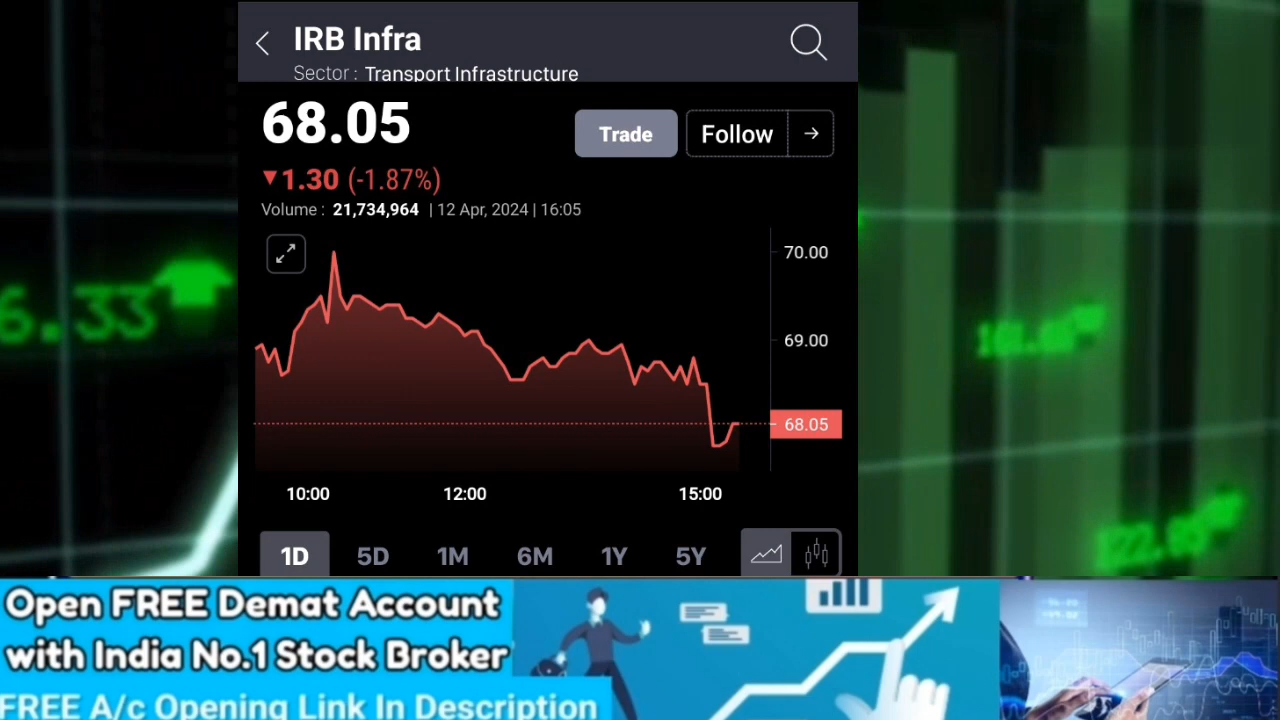 IRB Infra
Sector : Transport Infrastructure
68.05
Trade
Follow
▼1.30 (-1.87%)
Volume : 21,734,964 | 12 Apr, 2024 | 16:05
70.00
69.00
68.05
10:00 12:00 15:00
1D 5D 1M 6M 1Y 5Y
6.33
Open FREE Demat Account
with India No.1 Stock Broker
FREE A/c Opening Link In Description